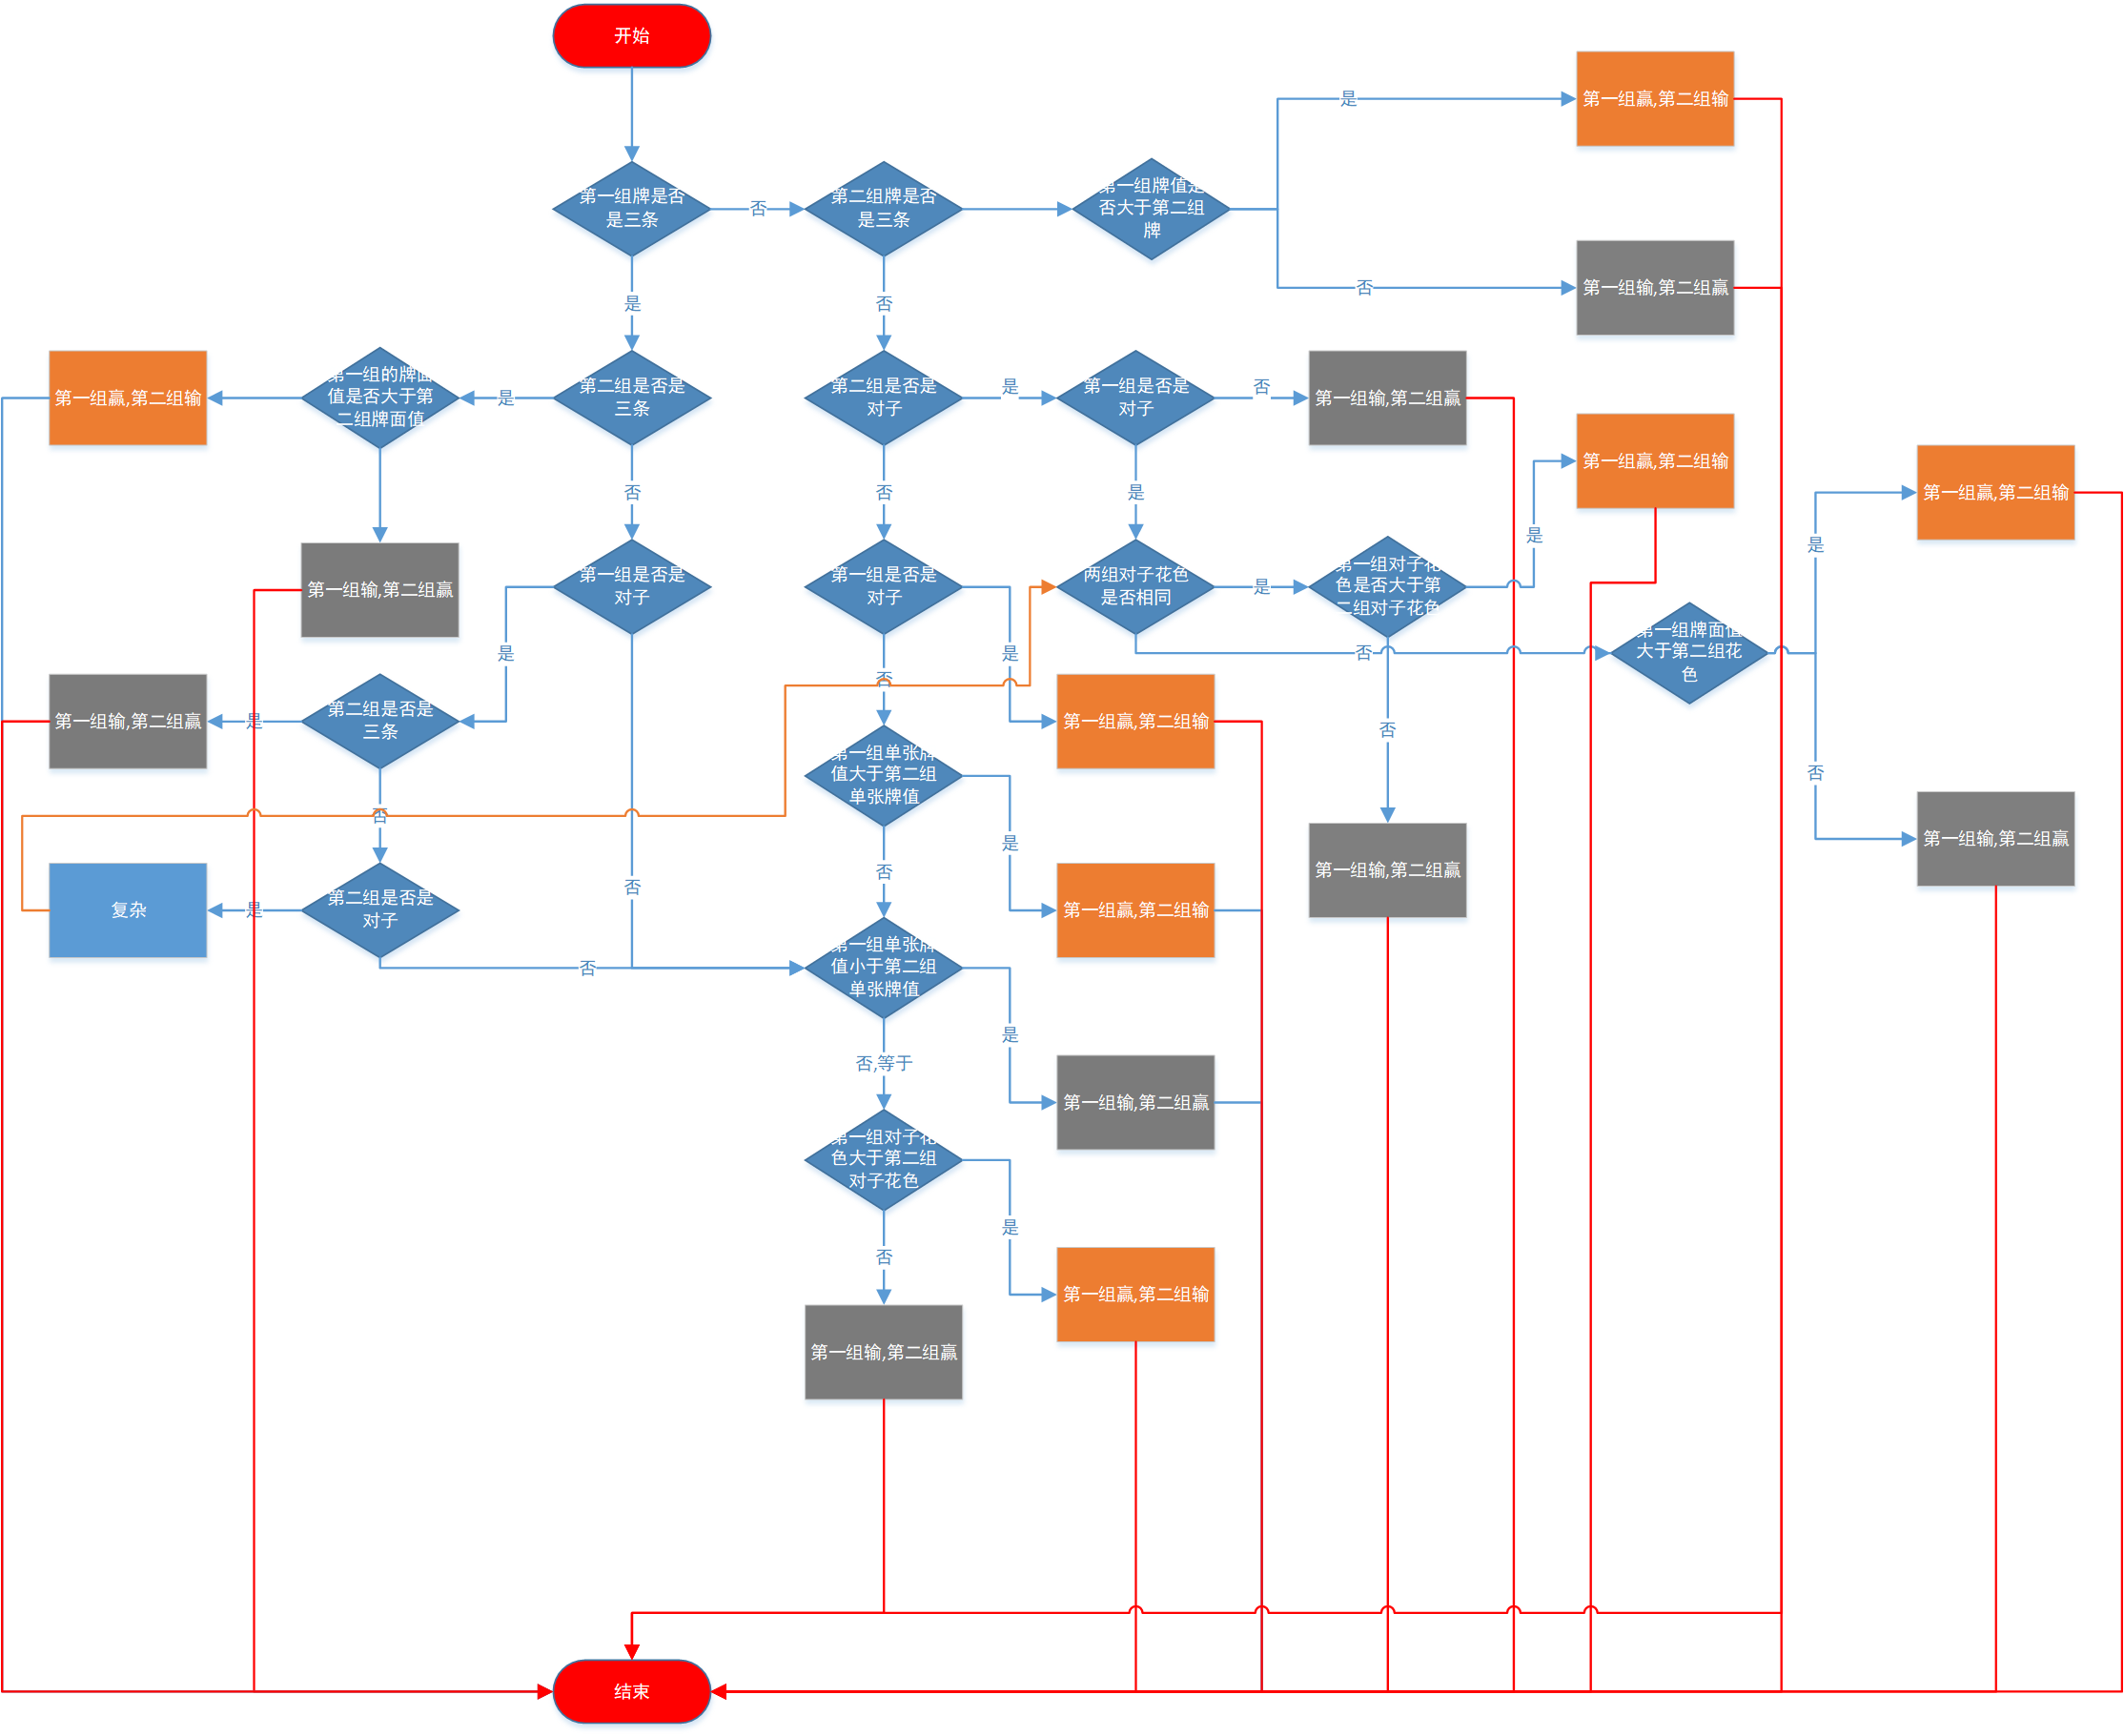 开始
第一组赢,第二组输
是
第一组牌是否
是三条
否
第二组牌是否
是三条
第一组牌值是
否大于第二组
牌
第一组输,第二组赢
否
是
否
第一组赢,第二组输
第一组的牌面
值是否大于第
二组牌面值
是
第二组是否是
三条
第二组是否是
对子
是
第一组是否是
对子
否
第一组输,第二组赢
第一组赢,第二组输
否
否
是
是
第一组赢,第二组输
是
第一组输,第二组赢
第一组是否是
对子
第一组是否是
对子
两组对子花色
是否相同
是
第一组对子花
色是否大于第
二组对子花色
第一组牌面值
大于第二组花
色
是
否
是
否
第一组输,第二组赢
是
第二组是否是
三条
第一组赢,第二组输
否
否
第一组单张牌
值大于第二组
单张牌值
是
否
第一组输,第二组赢
第一组输,第二组赢
复杂
是
第二组是否是
对子
否
否
第一组赢,第二组输
否
第一组单张牌
值小于第二组
单张牌值
是
否,等于
第一组输,第二组赢
第一组对子花
色大于第二组
对子花色
是
否
第一组赢,第二组输
第一组输,第二组赢
结束